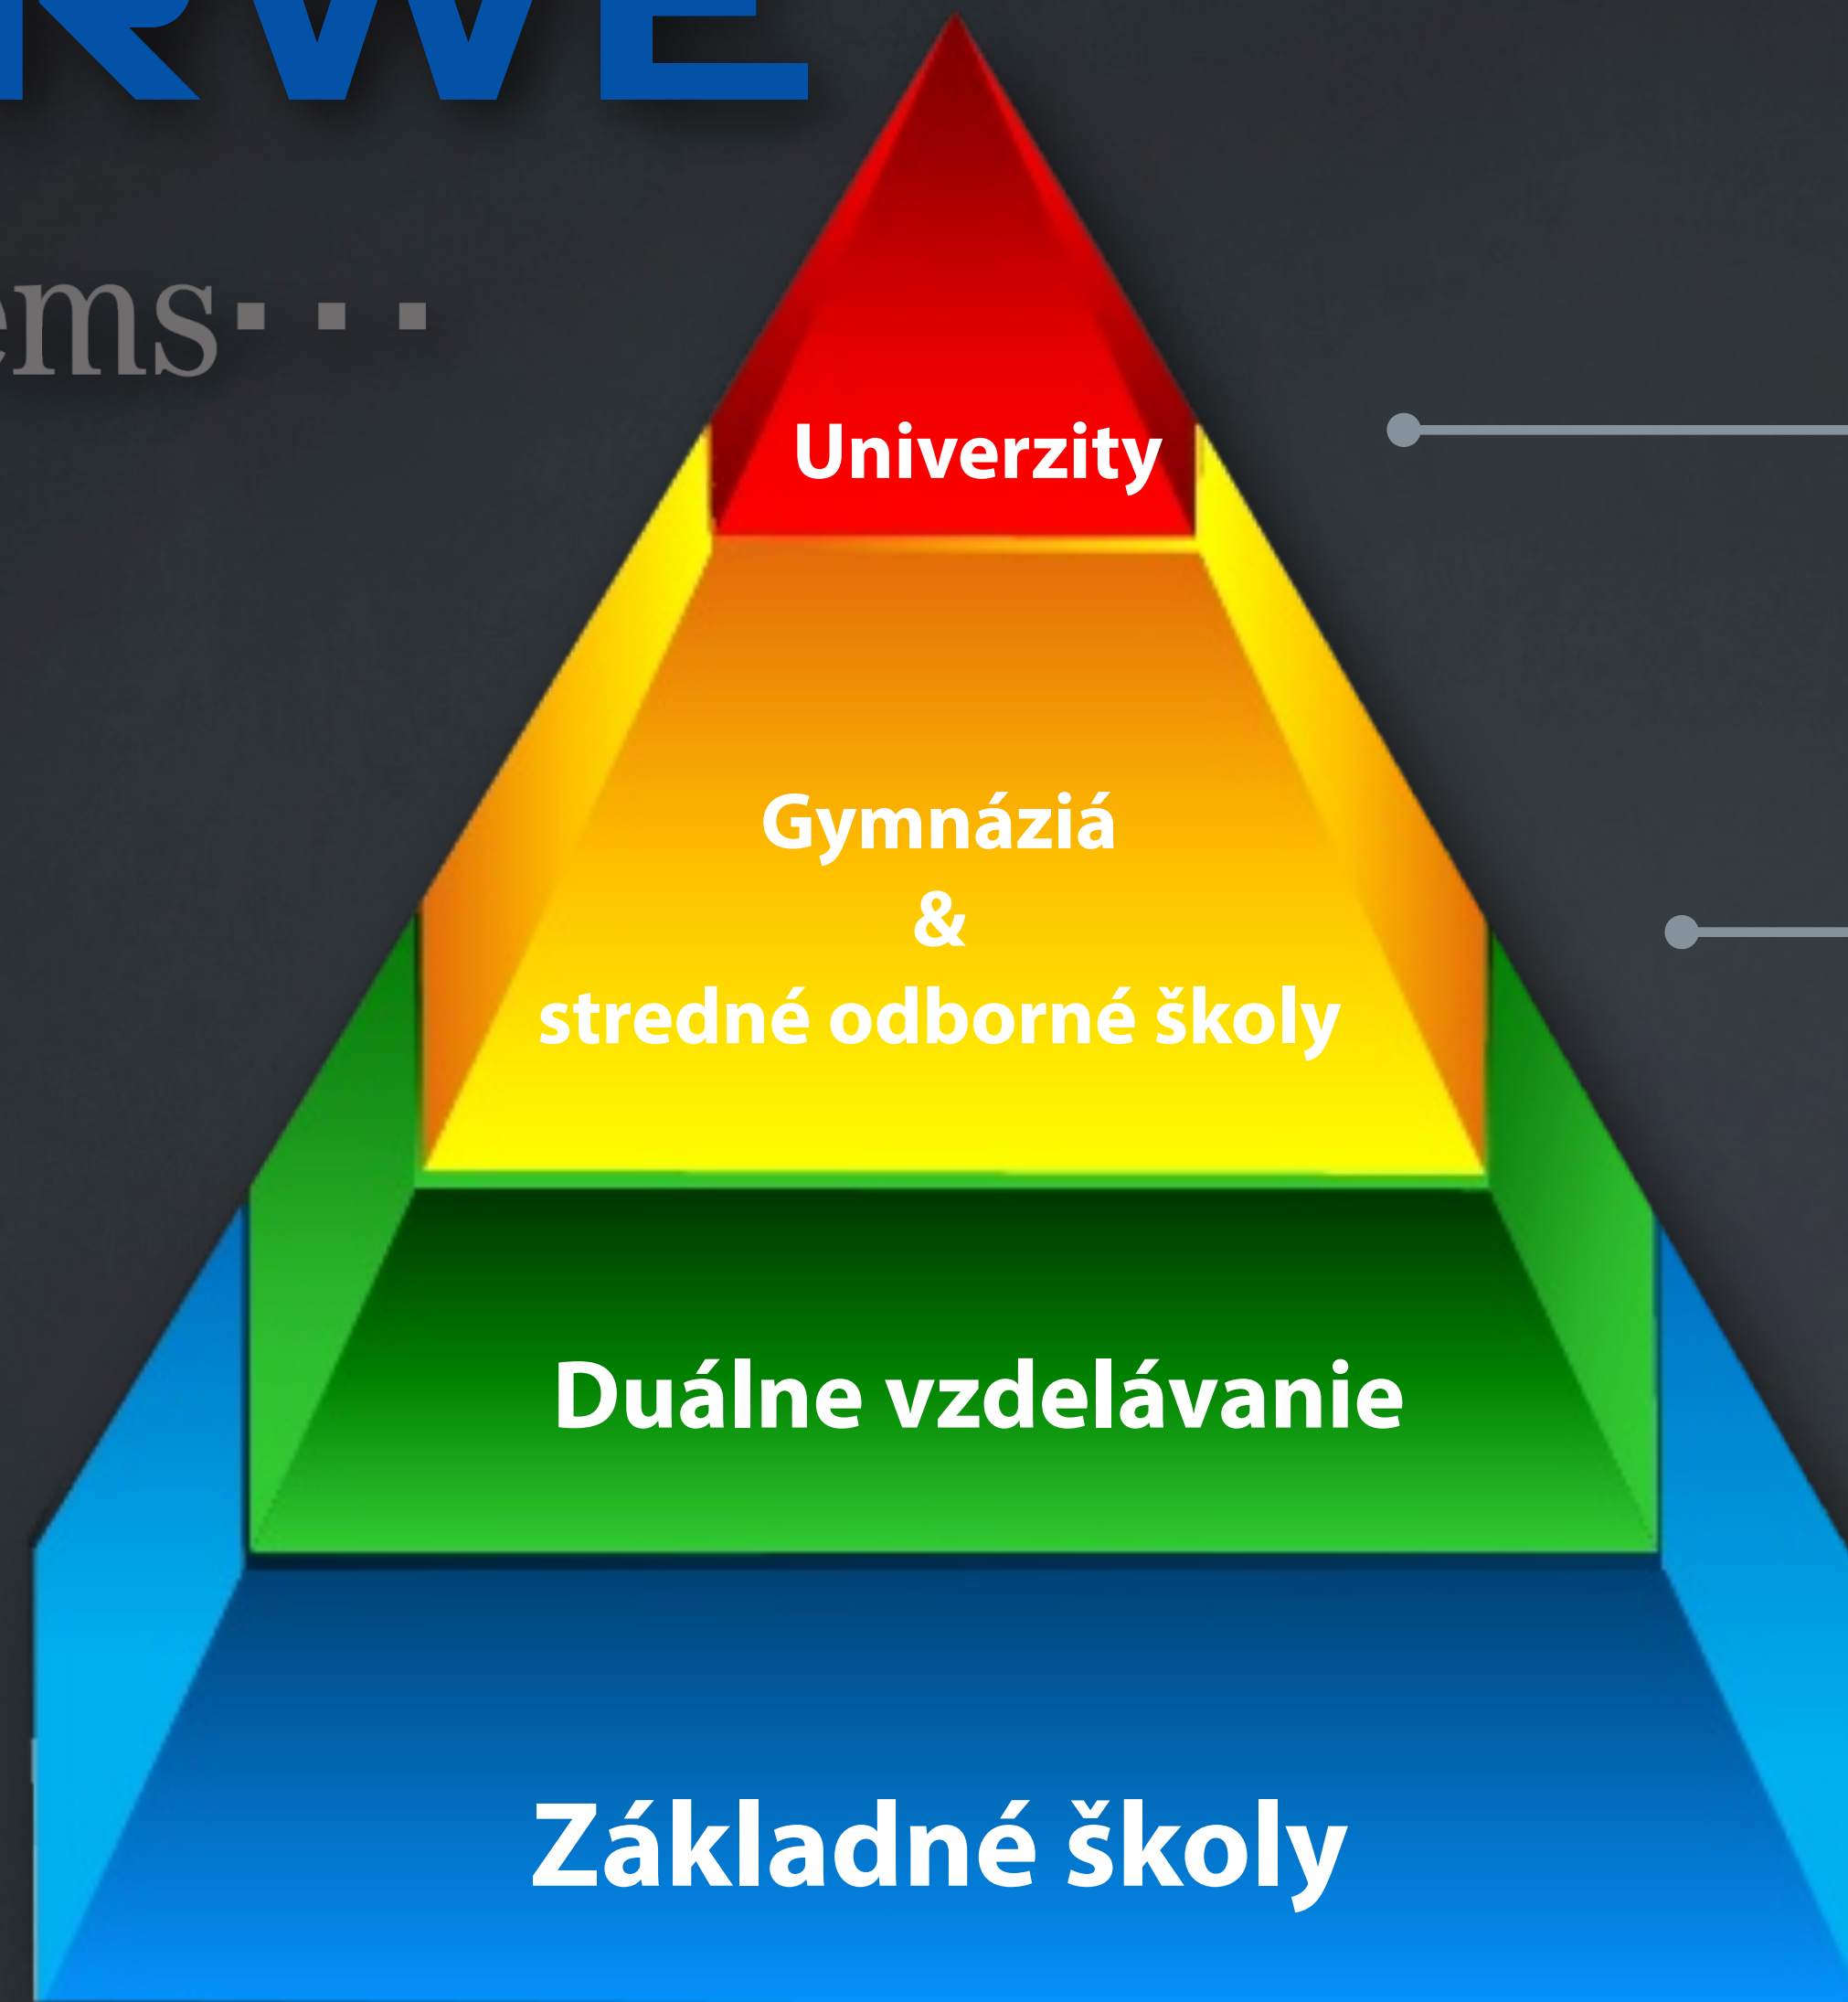 RWE
ems...
Univerzity
Gymnáziá
&
stredné odborné školy
Duálne vzdelávanie
Základné školy